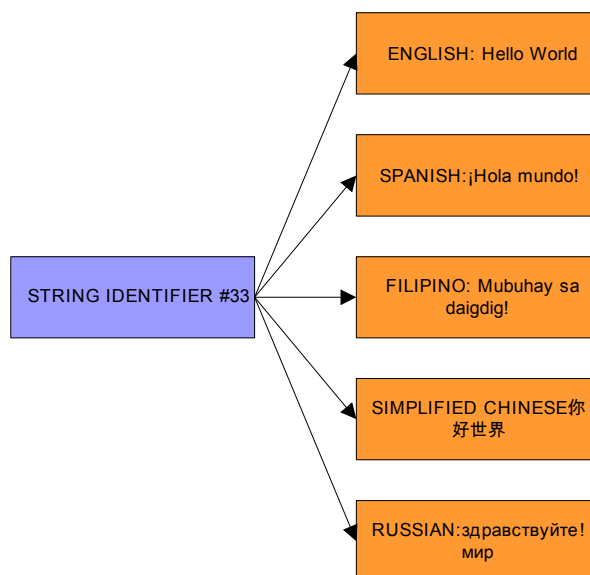 ENGLISH: Hello World
SPANISH:¡Hola mundo!
STRING IDENTIFIER #33
FILIPINO: Mubuhay sa
daigdig!
SIMPLIFIED CHINESE你
好世界
RUSSIAN:здравствуйте!
мир